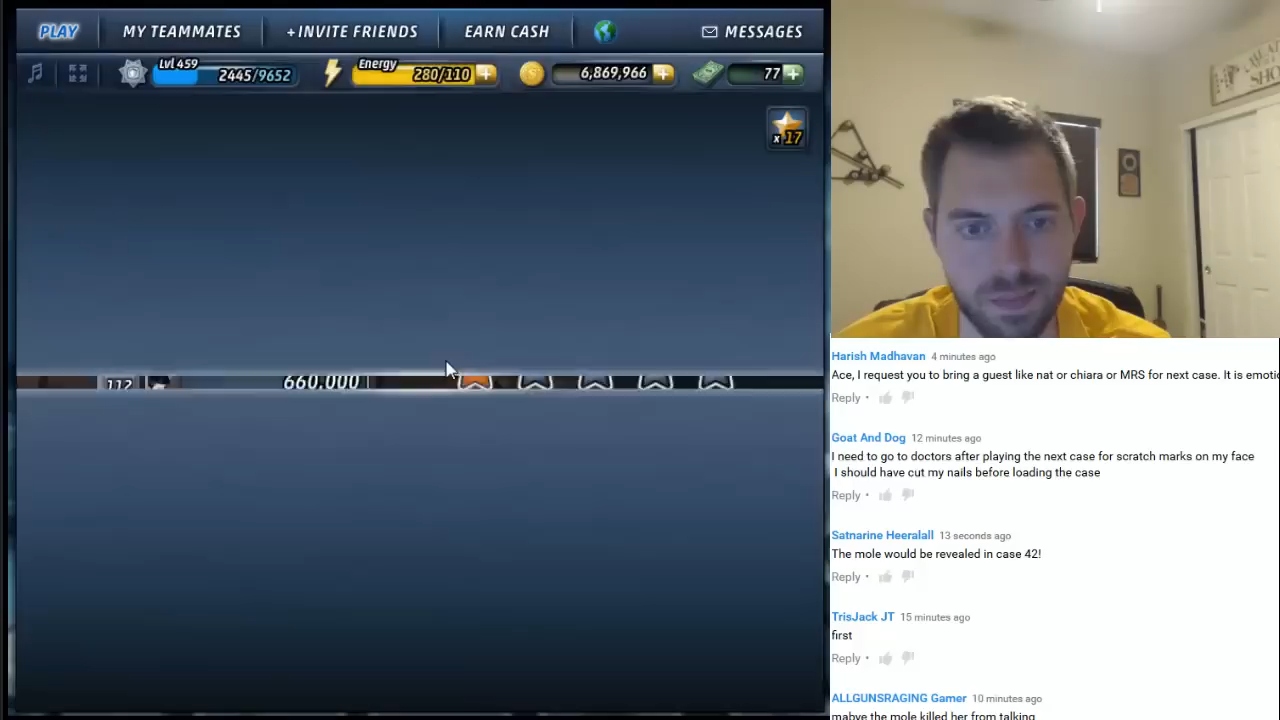 PLAY
MY TEAMMATES
+INVITE FRIENDS
EARN CASH
MESSAGES
Lvl 459
2445/9652
Energy
280/110
6,869,966
77
x 17
112
660,000
Harish Madhavan 4 minutes ago
Ace, I request you to bring a guest like nat or chiara or MRS for next case. It is emotic
Reply •
Goat And Dog 12 minutes ago
I need to go to doctors after playing the next case for scratch marks on my face
I should have cut my nails before loading the case
Reply •
Satnarine Heeralall 13 seconds ago
The mole would be revealed in case 42!
Reply •
TrisJack JT 15 minutes ago
first
Reply •
ALLGUNSRAGING Gamer 10 minutes ago
mabye the mole killed her from talking